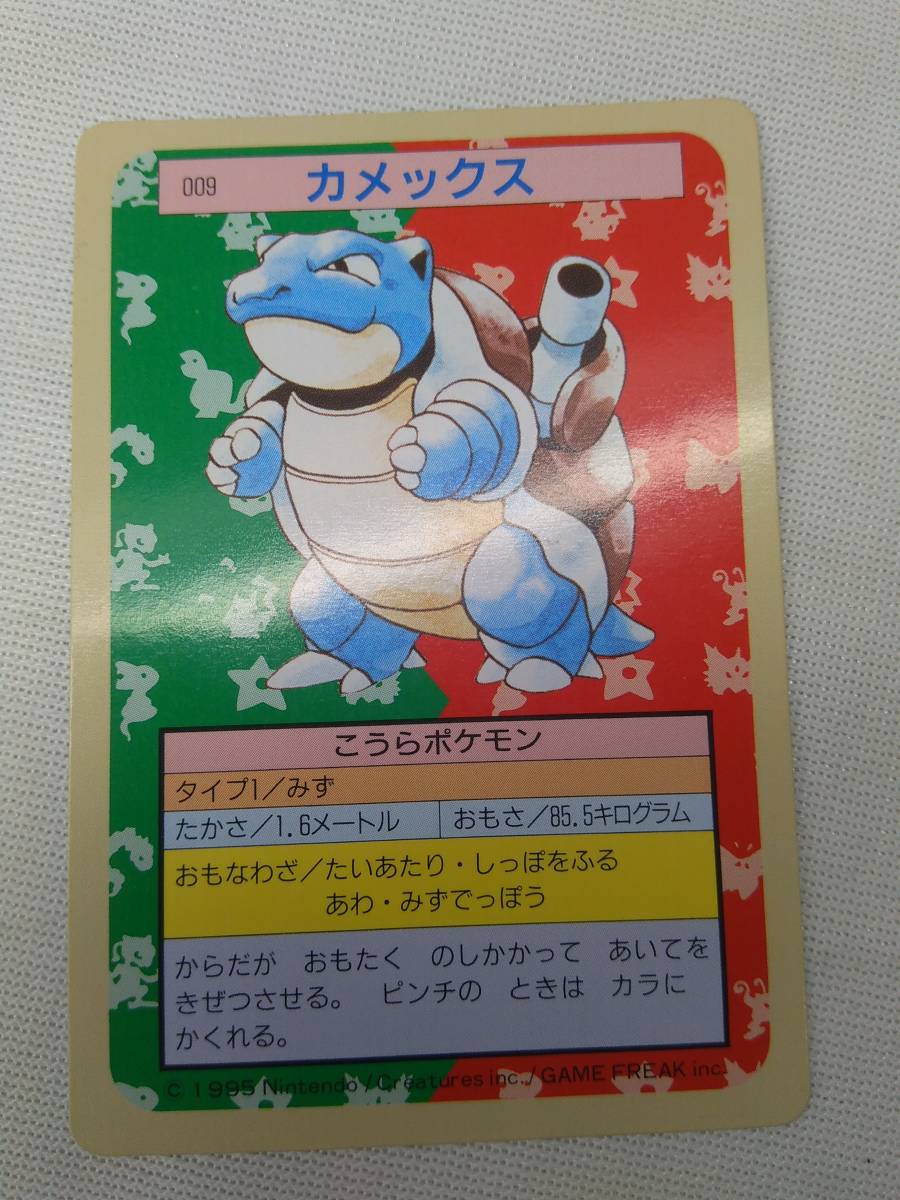 009 カメックス
こうらポケモン
タイプ1／みず
たかさ／1.6メートル おもさ／85.5キログラム
おもなわざ／たいあたり・しっぽをふる
あわ・みずでっぽう
からだが おもたく のしかかって あいてを
きぜつさせる。 ピンチの ときは カラに
かくれる。
© 1995 Nintendo/Creatures inc./GAME FREAK inc.